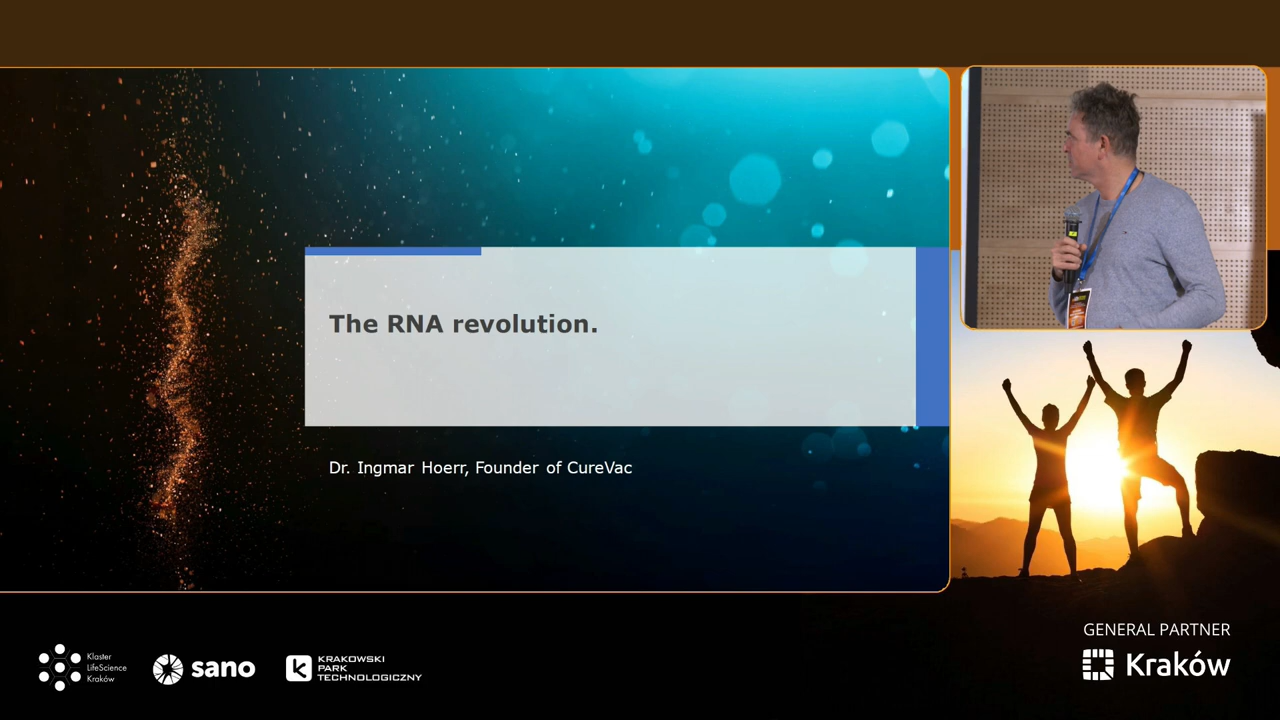 The RNA revolution.
Dr. Ingmar Hoerr, Founder of CureVac
GENERAL PARTNER
Kraków
Klaster
LifeScience
Kraków
sano
KRAKOWSKI
PARK
TECHNOLOGICZNY